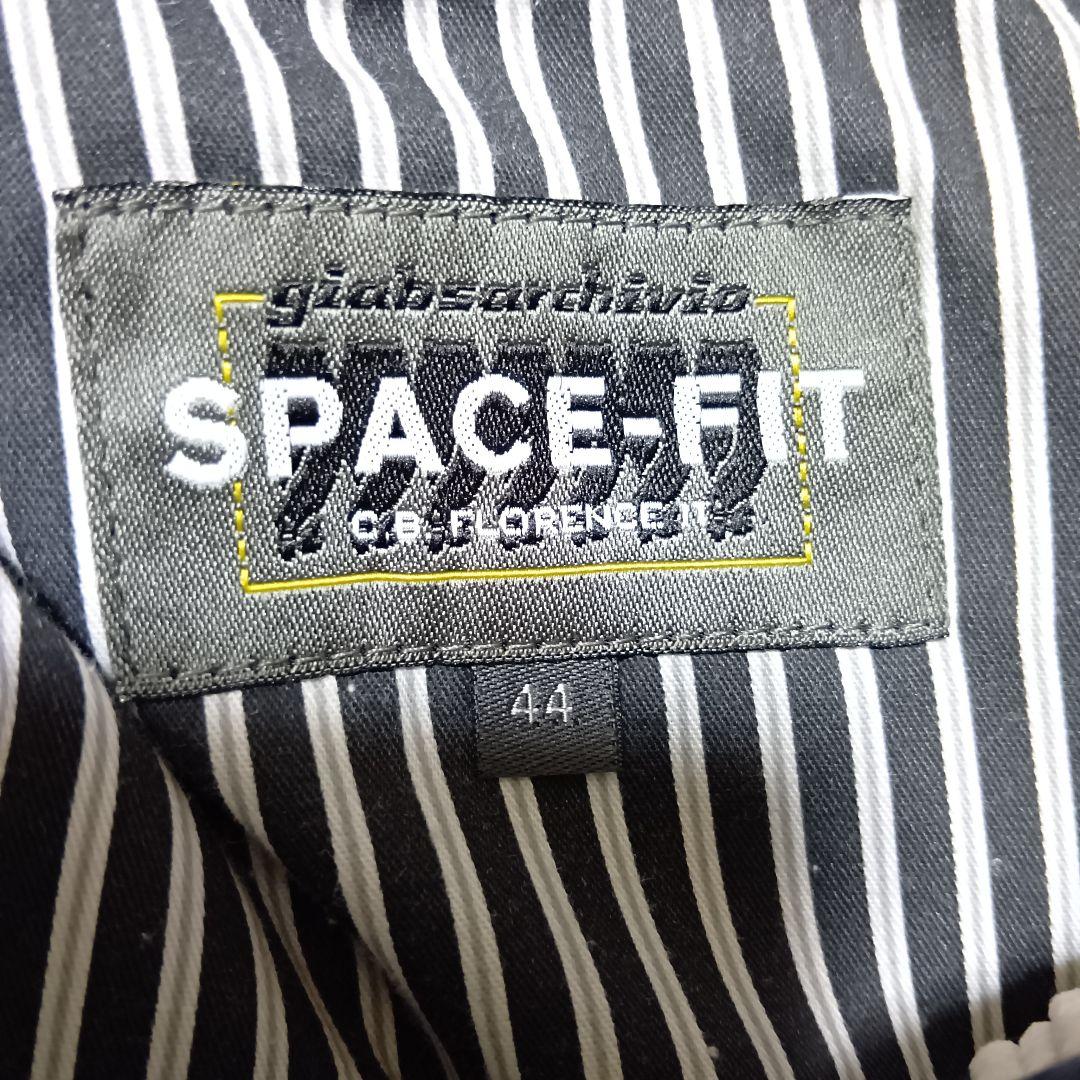 giabsarchivio
SPACE-FIT
C.B. FLORENCE IT
44